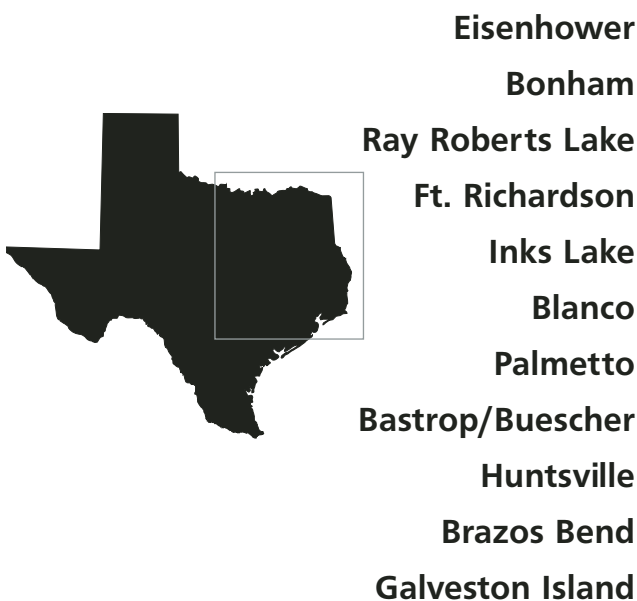 Eisenhower
Bonham
Ray Roberts Lake
Ft. Richardson
Inks Lake
Blanco
Palmetto
Bastrop/Buescher
Huntsville
Brazos Bend
Galveston Island